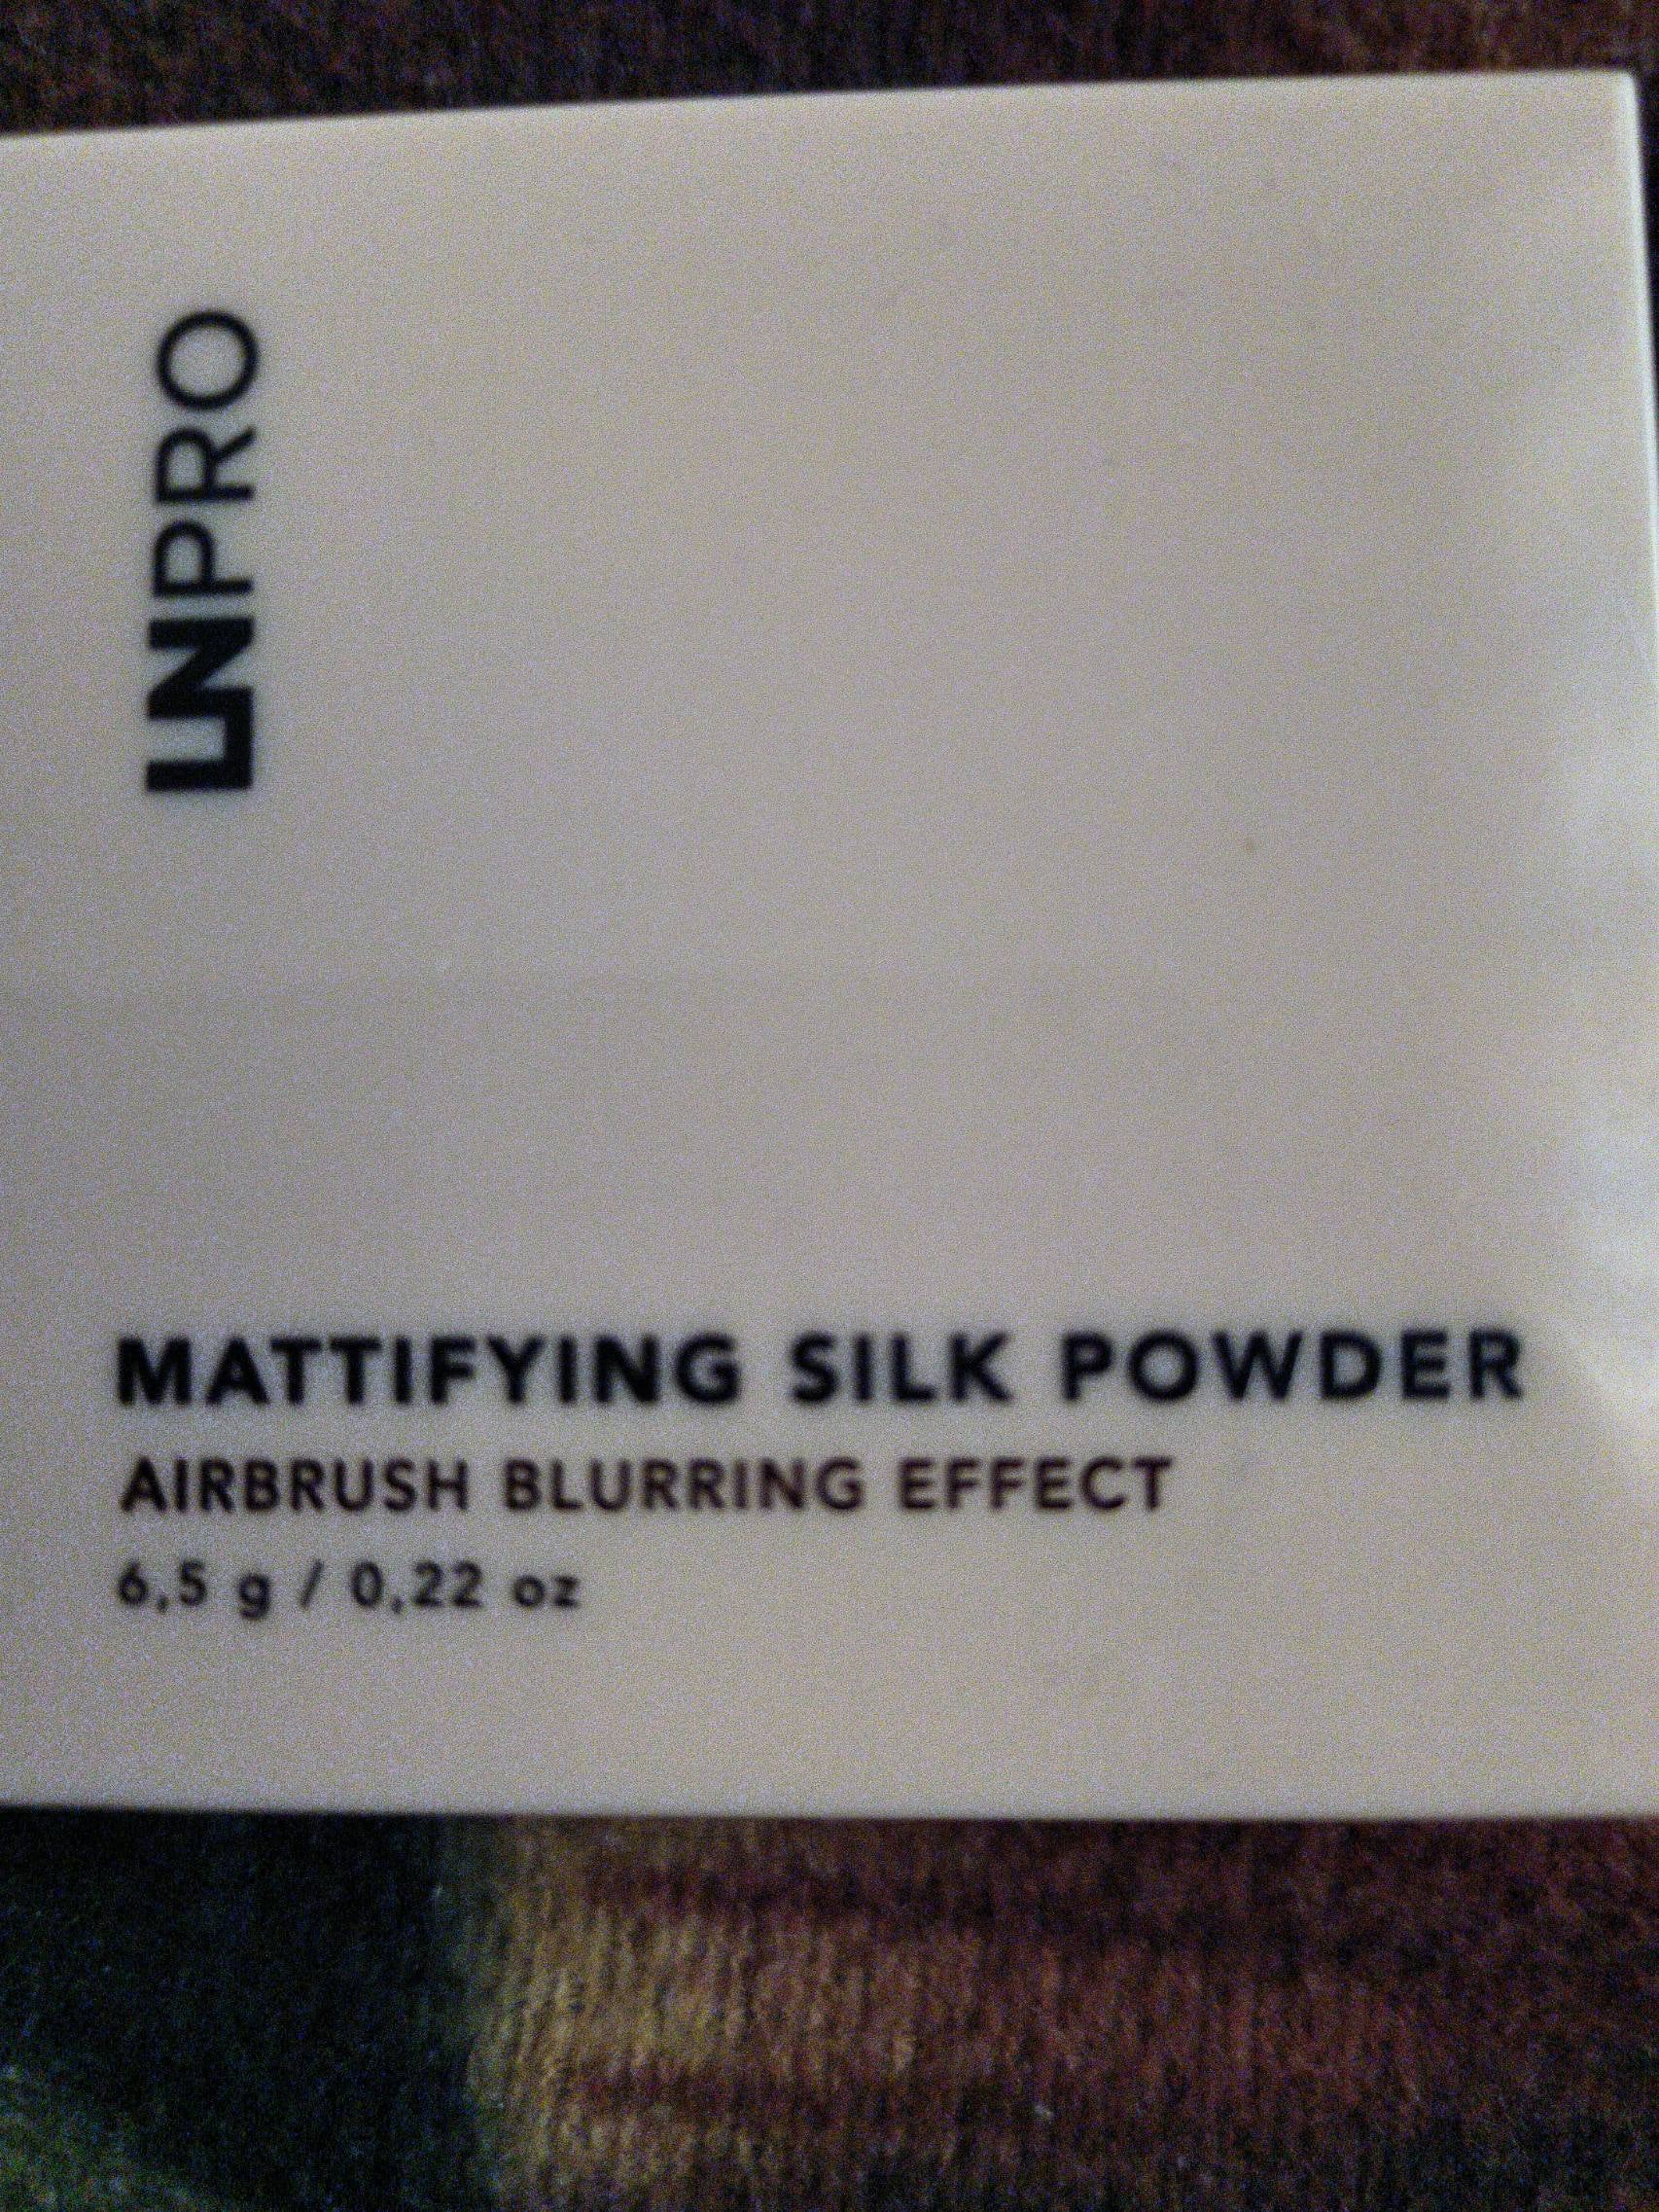 LNPRO
MATTIFYING SILK POWDER
AIRBRUSH BLURRING EFFECT
6,5 g / 0,22 oz